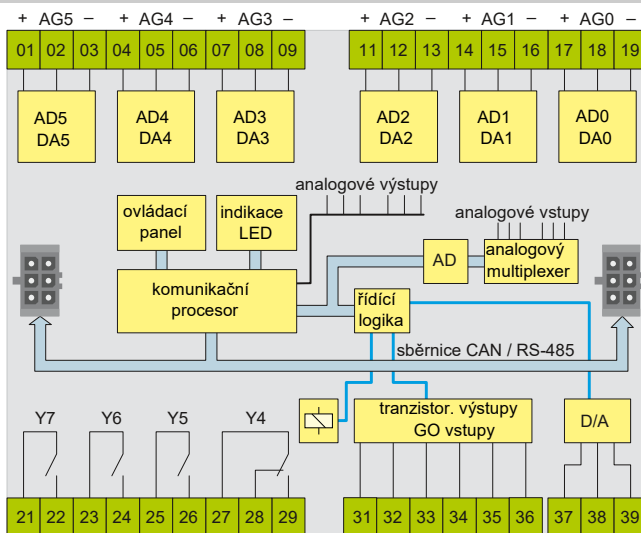 + AG5 – + AG4 – + AG3 – + AG2 – + AG1 – + AG0 –
01 02 03 04 05 06 07 08 09 11 12 13 14 15 16 17 18 19
AD5
DA5
AD4
DA4
AD3
DA3
AD2
DA2
AD1
DA1
AD0
DA0
analogové výstupy
analogové vstupy
ovládací
panel
indikace
LED
AD
analogový
multiplexer
komunikační
procesor
řídící
logika
sběrnice CAN / RS-485
Y7 Y6 Y5 Y4
tranzistor. výstupy
GO vstupy
D/A
21 22 23 24 25 26 27 28 29 31 32 33 34 35 36 37 38 39